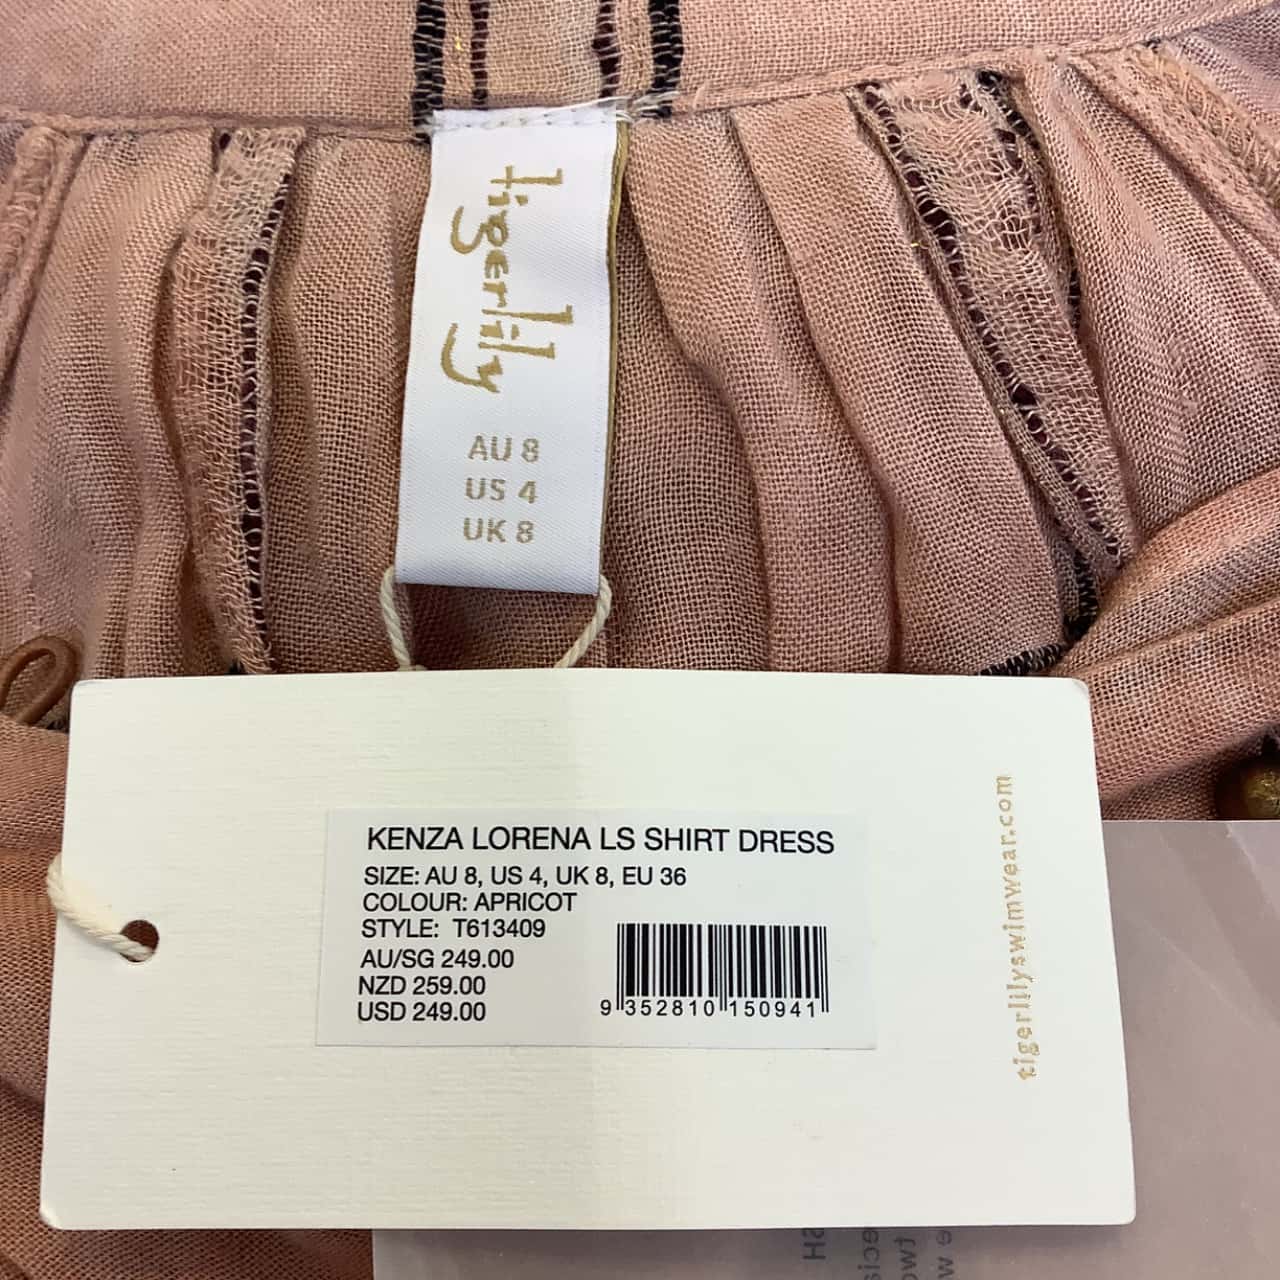 tigerlily
AU 8
US 4
UK 8
KENZA LORENA LS SHIRT DRESS
SIZE: AU 8, US 4, UK 8, EU 36
COLOUR: APRICOT
STYLE: T613409
AU/SG 249.00
NZD 259.00
USD 249.00
9 352810 150941
tigerlilyswimwear.com